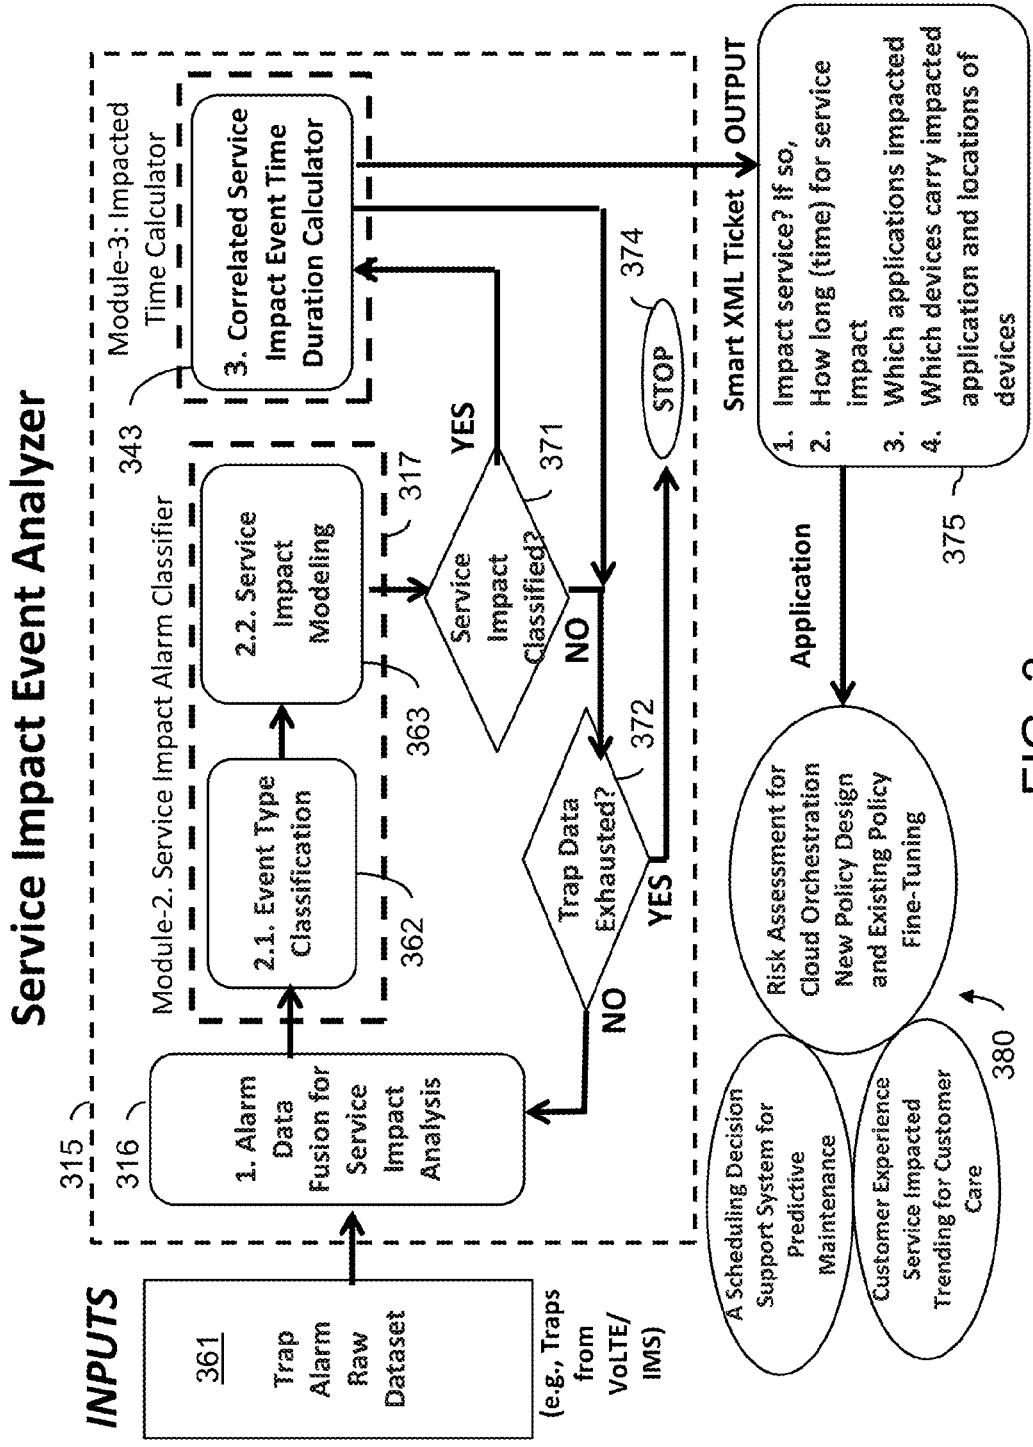 Service Impact Event Analyzer
INPUTS
361
Trap
Alarm
Raw
Dataset
(e.g., Traps
from
VoLTE/
IMS)
315
316
1. Alarm
Data
Fusion for
Service
Impact
Analysis
Module-2. Service Impact Alarm Classifier
2.1. Event Type
Classification
362
2.2. Service
Impact
Modeling
363
317
Module-3: Impacted
Time Calculator
343
3. Correlated Service
Impact Event Time
Duration Calculator
Service
Impact
Classified?
371
YES
NO
Trap Data
Exhausted?
372
NO
YES
STOP
374
Smart XML Ticket OUTPUT
1. Impact service? If so,
2. How long (time) for service
impact
3. Which applications impacted
4. Which devices carry impacted
application and locations of
devices
375
Application
Risk Assessment for
Cloud Orchestration
New Policy Design
and Existing Policy
Fine-Tuning
A Scheduling Decision
Support System for
Predictive
Maintenance
Customer Experience
Service Impacted
Trending for Customer
Care
380